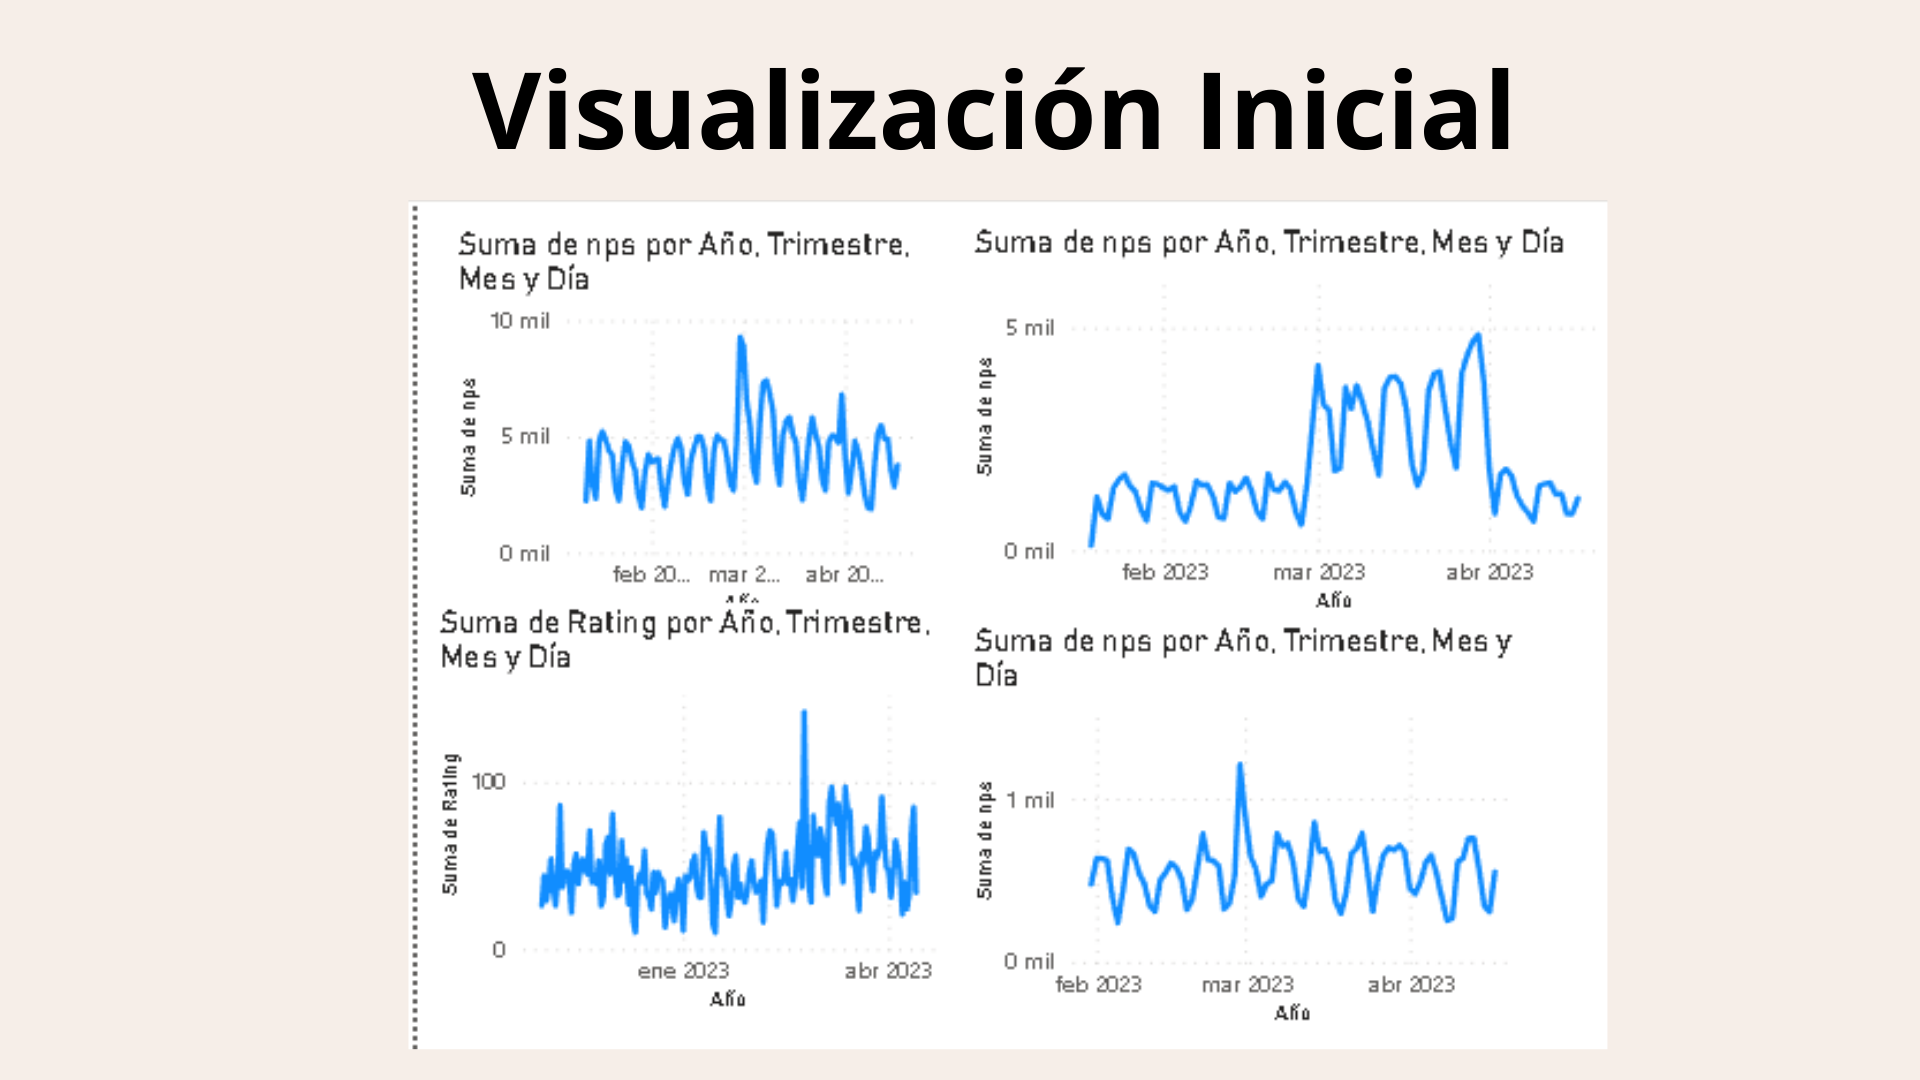 Visualización Inicial
Suma de nps por Año, Trimestre,
Mes y Día
10 mil
5 mil
0 mil
Suma de nps
feb 20... mar 2... abr 20...
Año
Suma de nps por Año, Trimestre, Mes y Día
5 mil
0 mil
Suma de nps
feb 2023 mar 2023 abr 2023
Año
Suma de Rating por Año, Trimestre,
Mes y Día
100
0
Suma de Rating
ene 2023 abr 2023
Año
Suma de nps por Año, Trimestre, Mes y
Día
1 mil
0 mil
Suma de nps
feb 2023 mar 2023 abr 2023
Año